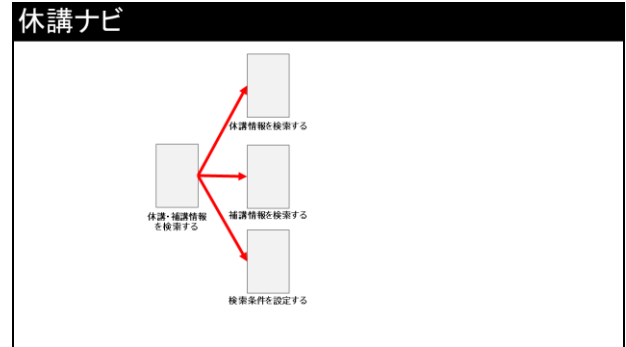 休講ナビ
休講情報を検索する
休講・補講情報
を検索する
補講情報を検索する
検索条件を設定する